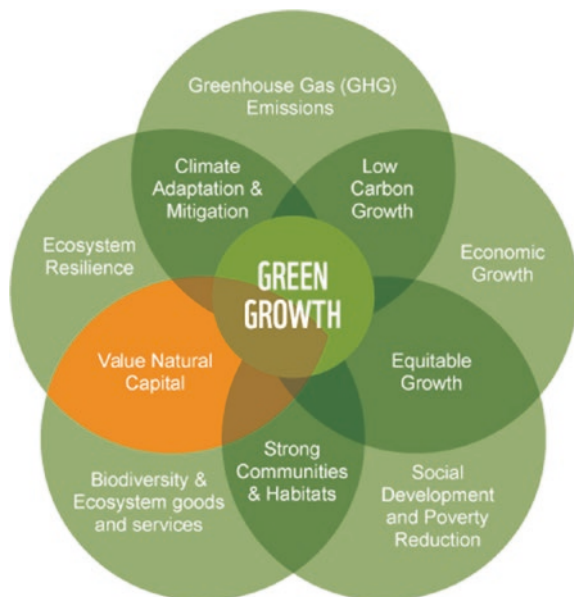 Greenhouse Gas (GHG)
Emissions
Climate
Adaptation &
Mitigation
Low
Carbon
Growth
Ecosystem
Resilience
Economic
Growth
GREEN
GROWTH
Value Natural
Capital
Equitable
Growth
Strong
Communities
& Habitats
Biodiversity &
Ecosystem goods
and services
Social
Development
and Poverty
Reduction